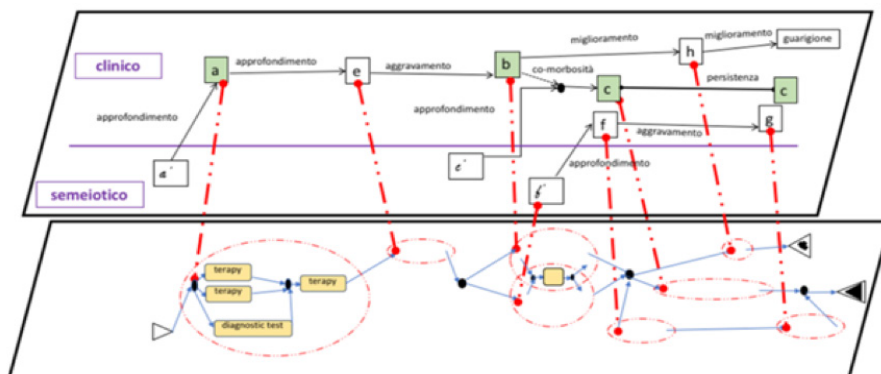 clinico
a
approfondimento
e
aggravamento
b
miglioramento
h
miglioramento
guarigione
co-morbosità
c
persistenza
c
approfondimento
approfondimento
f
aggravamento
g
approfondimento
semeiotico
terapy
terapy
terapy
diagnostic test